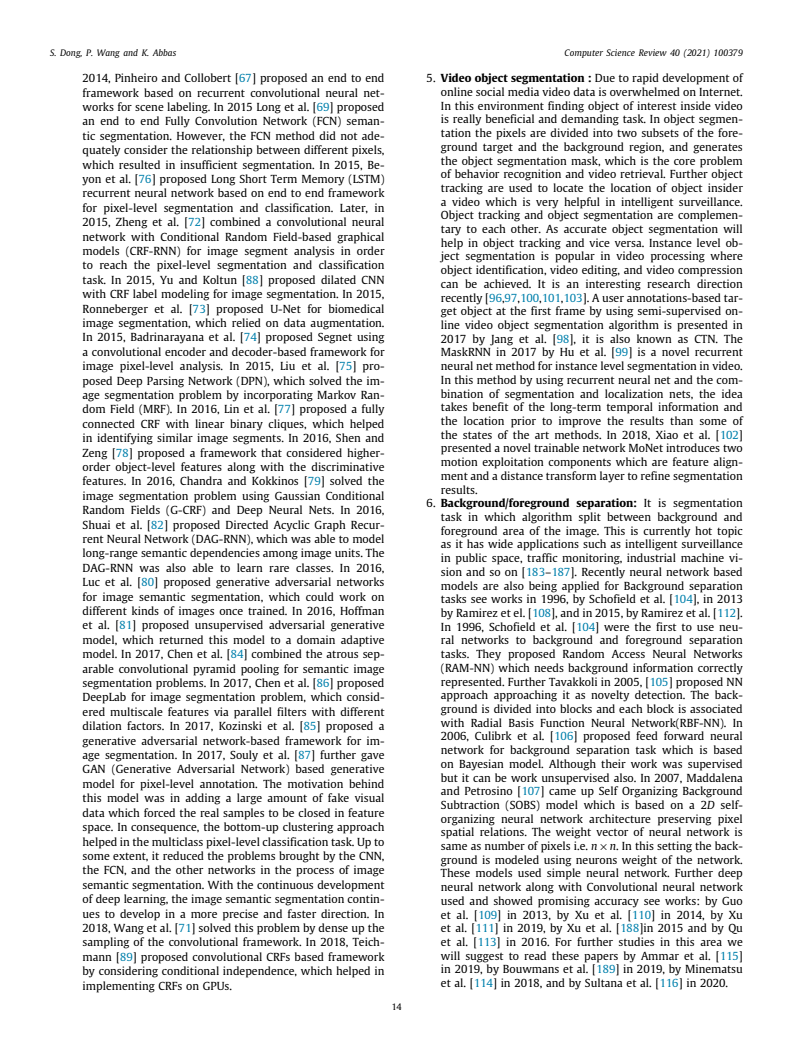 S. Dong, P. Wang and K. Abbas
Computer Science Review 40 (2021) 100379
2014, Pinheiro and Collobert [67] proposed an end to end
framework based on recurrent convolutional neural net-
works for scene labeling. In 2015 Long et al. [69] proposed
an end to end Fully Convolution Network (FCN) seman-
tic segmentation. However, the FCN method did not ade-
quately consider the relationship between different pixels,
which resulted in insufficient segmentation. In 2015, Be-
yon et al. [76] proposed Long Short Term Memory (LSTM)
recurrent neural network based on end to end framework
for pixel-level segmentation and classification. Later, in
2015, Zheng et al. [72] combined a convolutional neural
network with Conditional Random Field-based graphical
models (CRF-RNN) for image segment analysis in order
to reach the pixel-level segmentation and classification
task. In 2015, Yu and Koltun [88] proposed dilated CNN
with CRF label modeling for image segmentation. In 2015,
Ronneberger et al. [73] proposed U-Net for biomedical
image segmentation, which relied on data augmentation.
In 2015, Badrinarayana et al. [74] proposed Segnet using
a convolutional encoder and decoder-based framework for
image pixel-level analysis. In 2015, Liu et al. [75] pro-
posed Deep Parsing Network (DPN), which solved the im-
age segmentation problem by incorporating Markov Ran-
dom Field (MRF). In 2016, Lin et al. [77] proposed a fully
connected CRF with linear binary cliques, which helped
in identifying similar image segments. In 2016, Shen and
Zeng [78] proposed a framework that considered higher-
order object-level features along with the discriminative
features. In 2016, Chandra and Kokkinos [79] solved the
image segmentation problem using Gaussian Conditional
Random Fields (G-CRF) and Deep Neural Nets. In 2016,
Shuai et al. [82] proposed Directed Acyclic Graph Recur-
rent Neural Network (DAG-RNN), which was able to model
long-range semantic dependencies among image units. The
DAG-RNN was also able to learn rare classes. In 2016,
Luc et al. [80] proposed generative adversarial networks
for image semantic segmentation, which could work on
different kinds of images once trained. In 2016, Hoffman
et al. [81] proposed unsupervised adversarial generative
model, which returned this model to a domain adaptive
model. In 2017, Chen et al. [84] combined the atrous sep-
arable convolutional pyramid pooling for semantic image
segmentation problems. In 2017, Chen et al. [86] proposed
DeepLab for image segmentation problem, which consid-
ered multiscale features via parallel filters with different
dilation factors. In 2017, Kozinski et al. [85] proposed a
generative adversarial network-based framework for im-
age segmentation. In 2017, Souly et al. [87] further gave
GAN (Generative Adversarial Network) based generative
model for pixel-level annotation. The motivation behind
this model was in adding a large amount of fake visual
data which forced the real samples to be closed in feature
space. In consequence, the bottom-up clustering approach
helped in the multiclass pixel-level classification task. Up to
some extent, it reduced the problems brought by the CNN,
the FCN, and the other networks in the process of image
semantic segmentation. With the continuous development
of deep learning, the image semantic segmentation contin-
ues to develop in a more precise and faster direction. In
2018, Wang et al. [71] solved this problem by dense up the
sampling of the convolutional framework. In 2018, Teich-
mann [89] proposed convolutional CRFs based framework
by considering conditional independence, which helped in
implementing CRFs on GPUs.
5. Video object segmentation : Due to rapid development of
online social media video data is overwhelmed on Internet.
In this environment finding object of interest inside video
is really beneficial and demanding task. In object segmen-
tation the pixels are divided into two subsets of the fore-
ground target and the background region, and generates
the object segmentation mask, which is the core problem
of behavior recognition and video retrieval. Further object
tracking are used to locate the location of object insider
a video which is very helpful in intelligent surveillance.
Object tracking and object segmentation are complemen-
tary to each other. As accurate object segmentation will
help in object tracking and vice versa. Instance level ob-
ject segmentation is popular in video processing where
object identification, video editing, and video compression
can be achieved. It is an interesting research direction
recently [96,97,100,101,103]. A user annotations-based tar-
get object at the first frame by using semi-supervised on-
line video object segmentation algorithm is presented in
2017 by Jang et al. [98], it is also known as CTN. The
MaskRNN in 2017 by Hu et al. [99] is a novel recurrent
neural net method for instance level segmentation in video.
In this method by using recurrent neural net and the com-
bination of segmentation and localization nets, the idea
takes benefit of the long-term temporal information and
the location prior to improve the results than some of
the states of the art methods. In 2018, Xiao et al. [102]
presented a novel trainable network MoNet introduces two
motion exploitation components which are feature align-
ment and a distance transform layer to refine segmentation
results.
6. Background/foreground separation: It is segmentation
task in which algorithm split between background and
foreground area of the image. This is currently hot topic
as it has wide applications such as intelligent surveillance
in public space, traffic monitoring, industrial machine vi-
sion and so on [183–187]. Recently neural network based
models are also being applied for Background separation
tasks see works in 1996, by Schofield et al. [104], in 2013
by Ramirez et el. [108], and in 2015, by Ramirez et al. [112].
In 1996, Schofield et al. [104] were the first to use neu-
ral networks to background and foreground separation
tasks. They proposed Random Access Neural Networks
(RAM-NN) which needs background information correctly
represented. Further Tavakkoli in 2005, [105] proposed NN
approach approaching it as novelty detection. The back-
ground is divided into blocks and each block is associated
with Radial Basis Function Neural Network(RBF-NN). In
2006, Culibrk et al. [106] proposed feed forward neural
network for background separation task which is based
on Bayesian model. Although their work was supervised
but it can be work unsupervised also. In 2007, Maddalena
and Petrosino [107] came up Self Organizing Background
Subtraction (SOBS) model which is based on a 2D self-
organizing neural network architecture preserving pixel
spatial relations. The weight vector of neural network is
same as number of pixels i.e. n × n. In this setting the back-
ground is modeled using neurons weight of the network.
These models used simple neural network. Further deep
neural network along with Convolutional neural network
used and showed promising accuracy see works: by Guo
et al. [109] in 2013, by Xu et al. [110] in 2014, by Xu
et al. [111] in 2019, by Xu et al. [188]in 2015 and by Qu
et al. [113] in 2016. For further studies in this area we
will suggest to read these papers by Ammar et al. [115]
in 2019, by Bouwmans et al. [189] in 2019, by Minematsu
et al. [114] in 2018, and by Sultana et al. [116] in 2020.
14